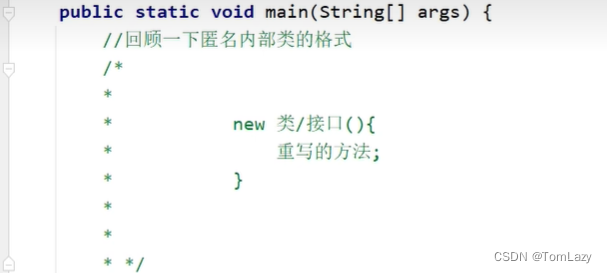 public static void main(String[] args) {
//回顾一下匿名内部类的格式
/*
*
* new 类/接口(){
* 重写的方法;
* }
*
*
* */
CSDN @TomLazy